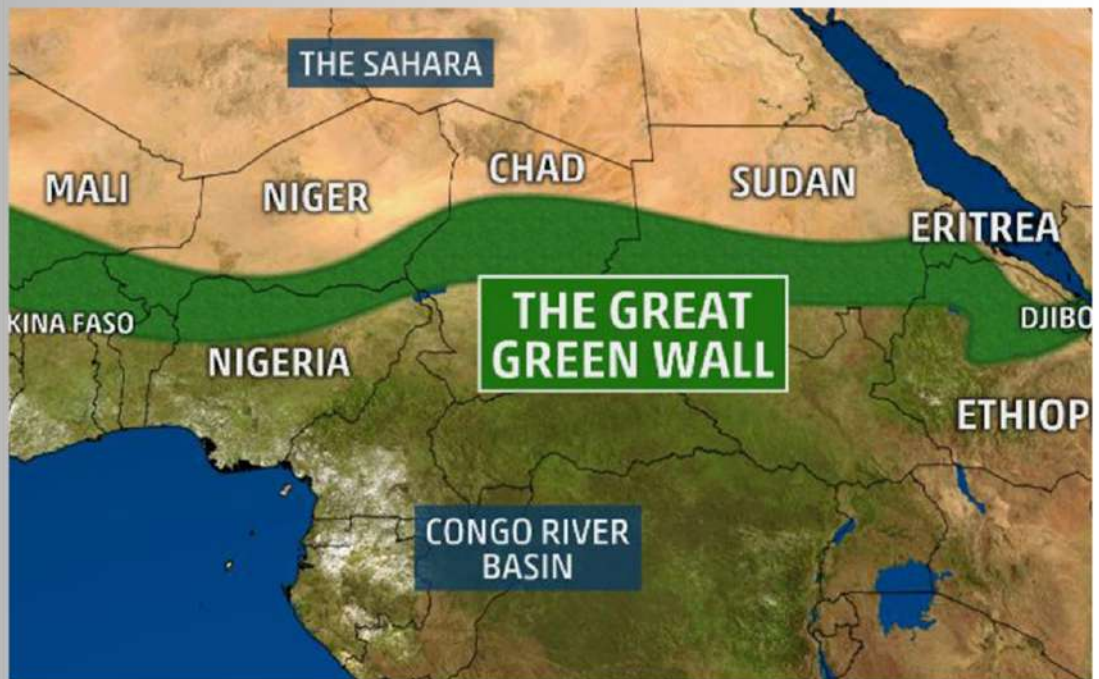 THE SAHARA
MALI
NIGER
CHAD
SUDAN
ERITREA
THE GREAT
GREEN WALL
KINA FASO
DJIBO
NIGERIA
ETHIOP
CONGO RIVER
BASIN